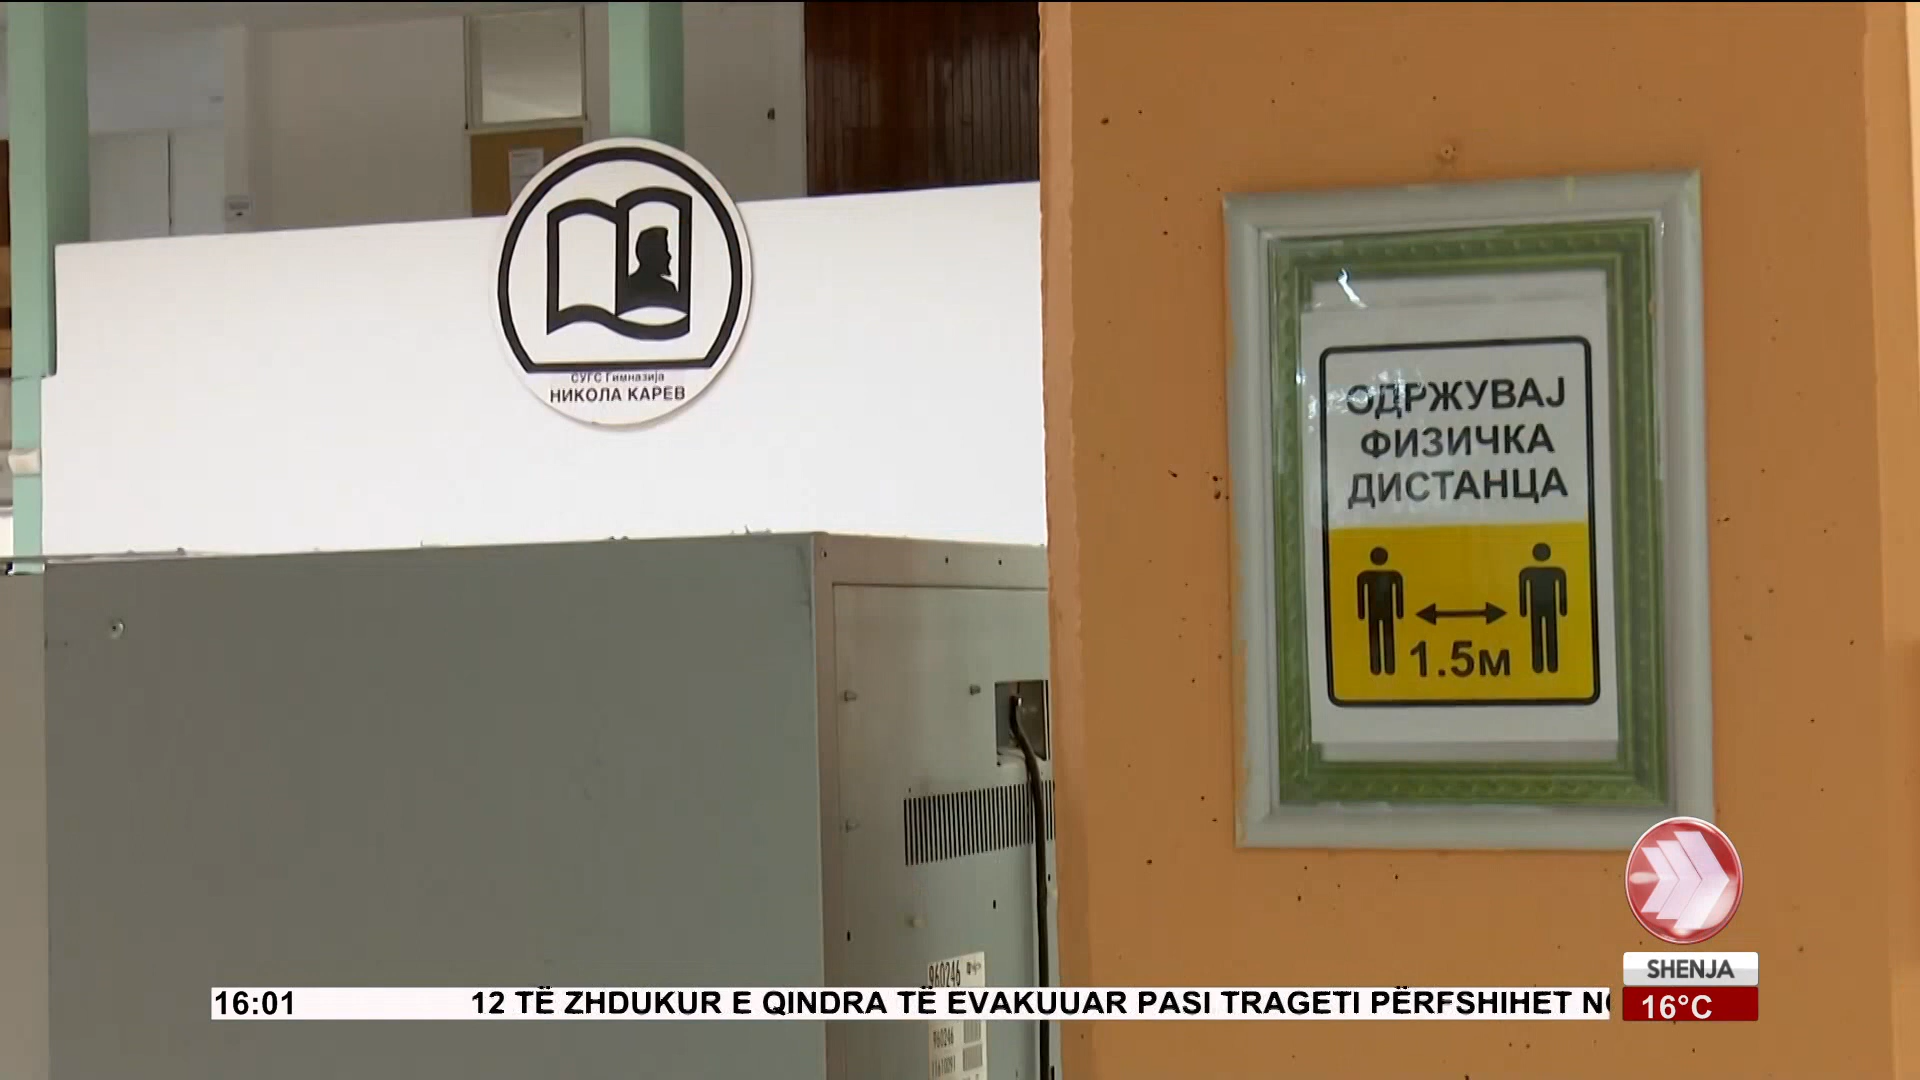 СУГС Гимназија
НИКОЛА КАРЕВ
ОДРЖУВАЈ
ФИЗИЧКА
ДИСТАНЦА
1.5м
960246
SHENJA
16:01
12 TË ZHDUKUR E QINDRA TË EVAKUUAR PASI TRAGETI PËRFSHIHET
16°C
960246